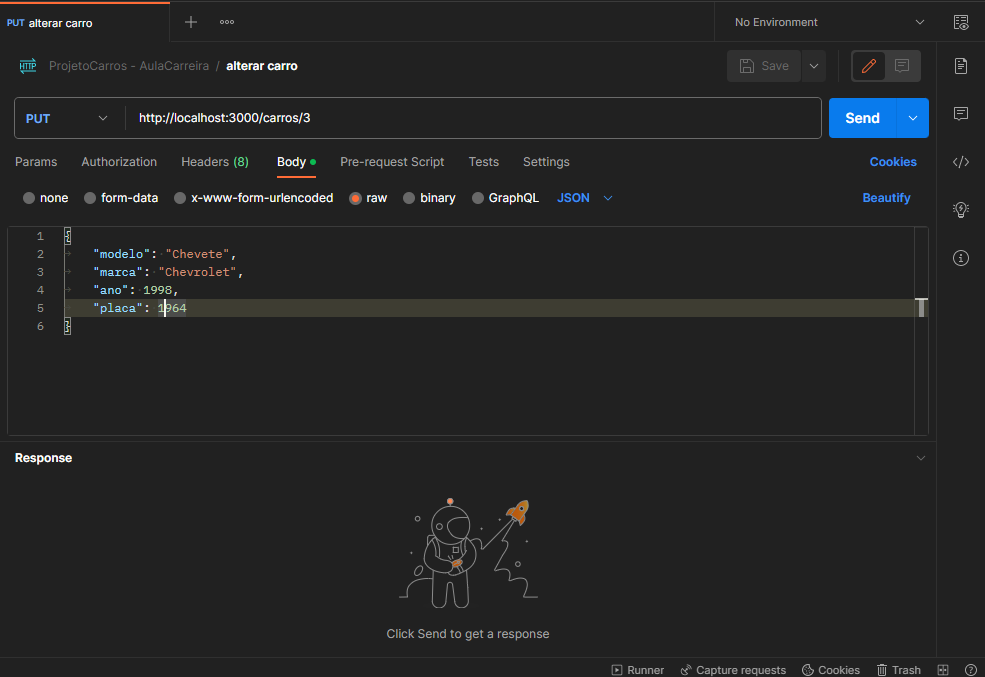 PUT alterar carro
No Environment
HTTP ProjetoCarros - AulaCarreira / alterar carro
Save
PUT http://localhost:3000/carros/3
Send
Params Authorization Headers (8) Body Pre-request Script Tests Settings Cookies
none form-data x-www-form-urlencoded raw binary GraphQL JSON Beautify
1 {
2 "modelo": "Chevete",
3 "marca": "Chevrolet",
4 "ano": 1998,
5 "placa": 1964
6 }
Response
Click Send to get a response
Runner Capture requests Cookies Trash